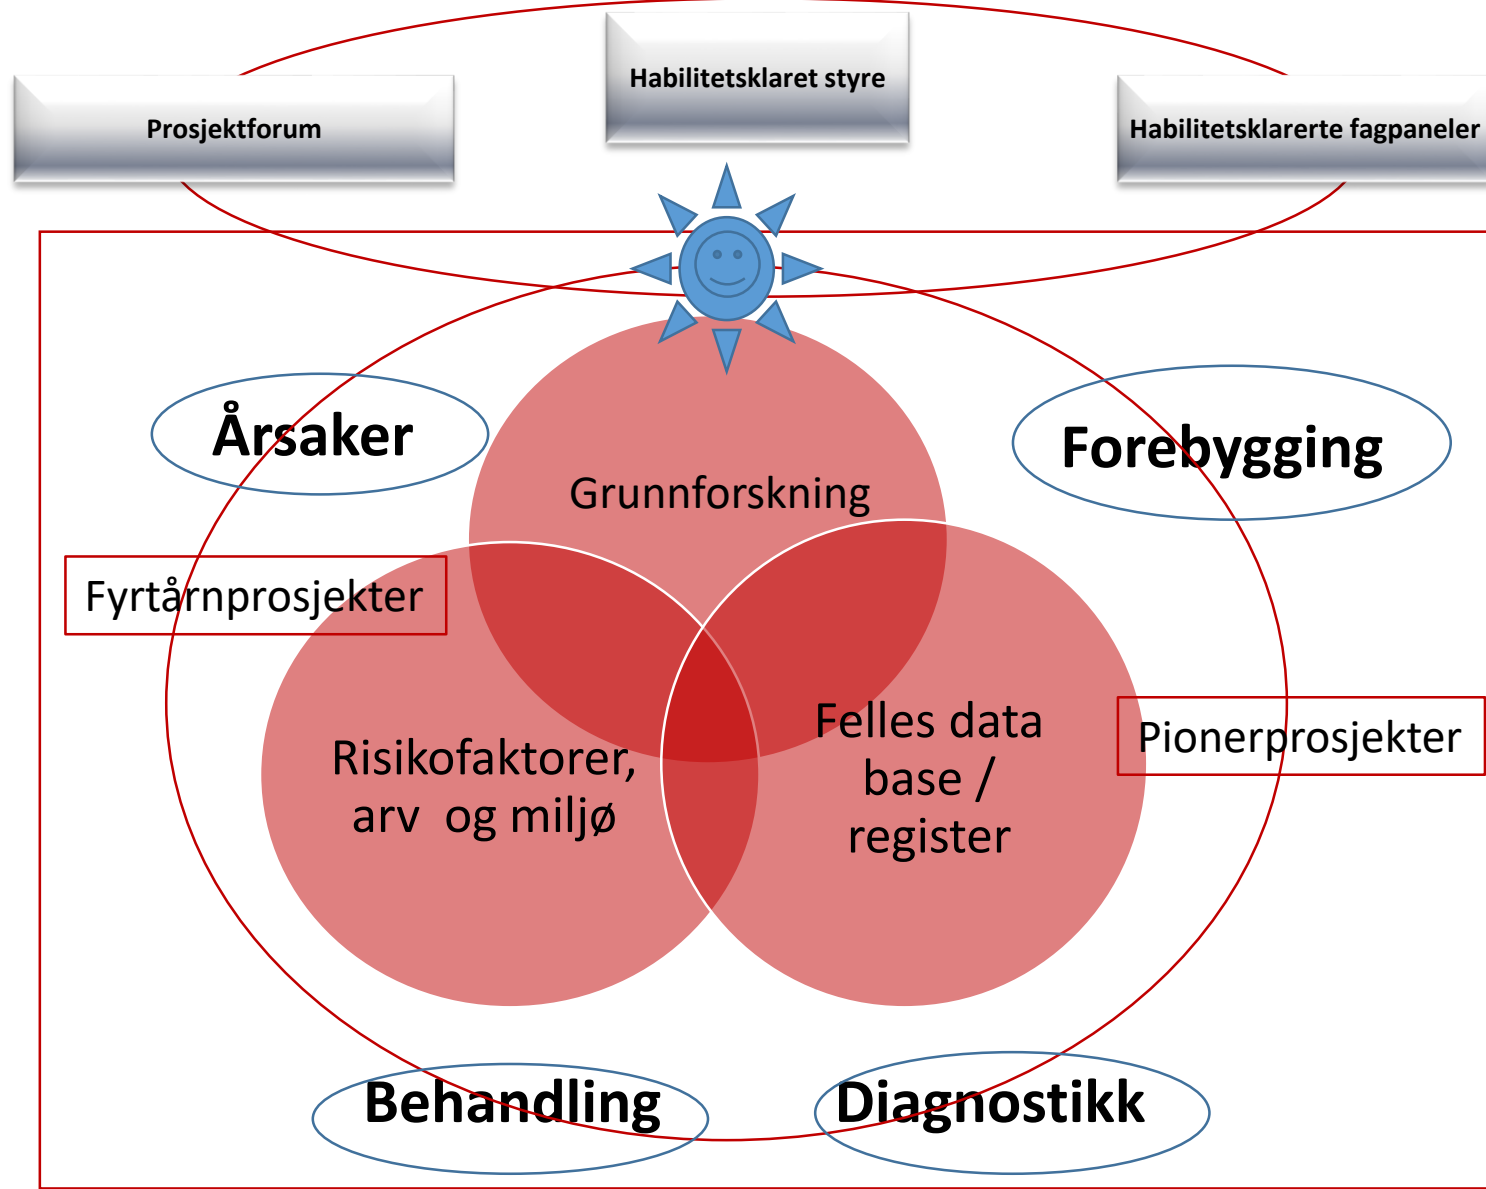 Habilitetsklaret styre
Prosjektforum
Habilitetsklarerte fagpaneler
Årsaker
Forebygging
Grunnforskning
Fyrtårnprosjekter
Risikofaktorer,
arv  og miljø
Felles data
base /
register
Pionerprosjekter
Behandling
Diagnostikk